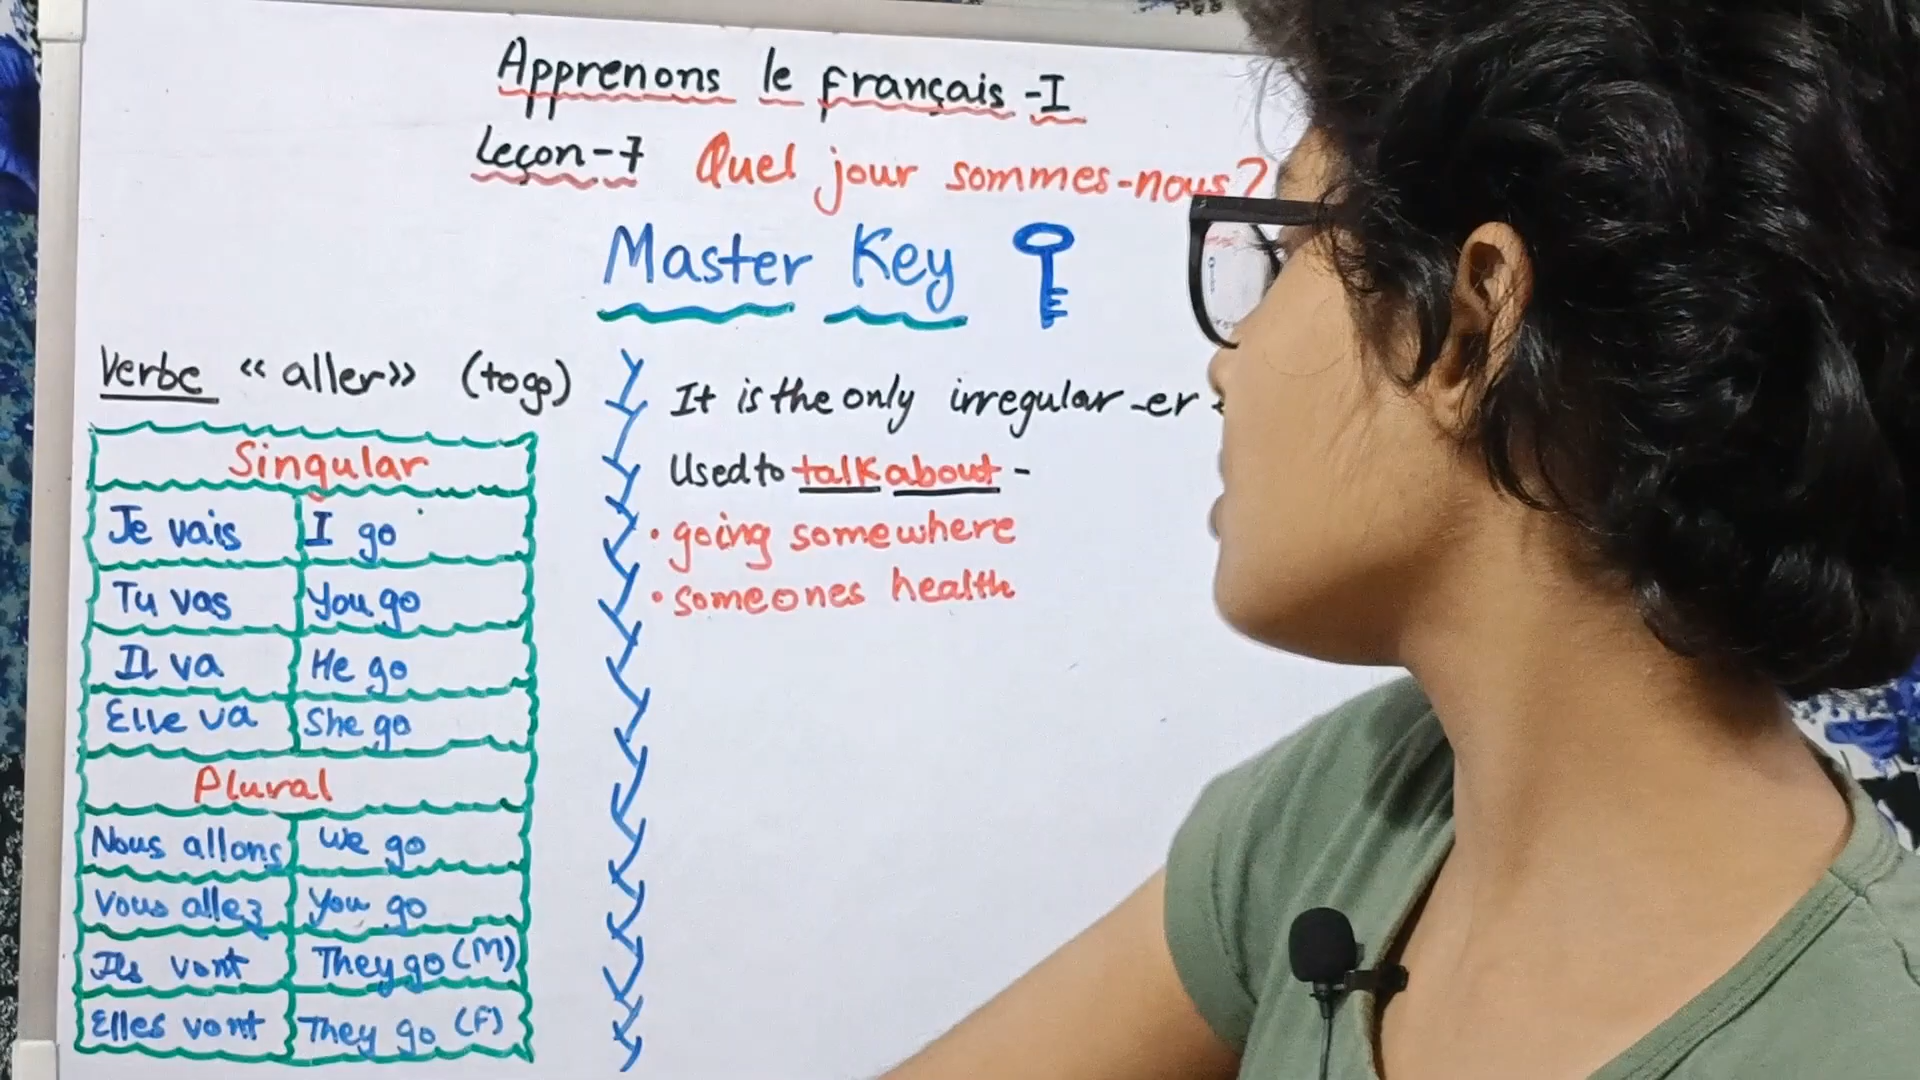 Apprenons le français -I
Leçon-7 Quel jour sommes-nous?
Master Key
Verbe « aller» (to go)
Singular
Je vais I go
Tu vas You go
Il va He go
Elle va She go
Plural
Nous allons we go
Vous allez You go
Ils vont They go (M)
Elles vont They go (F)
It is the only irregular -er
Used to talk about -
• going somewhere
• someones health